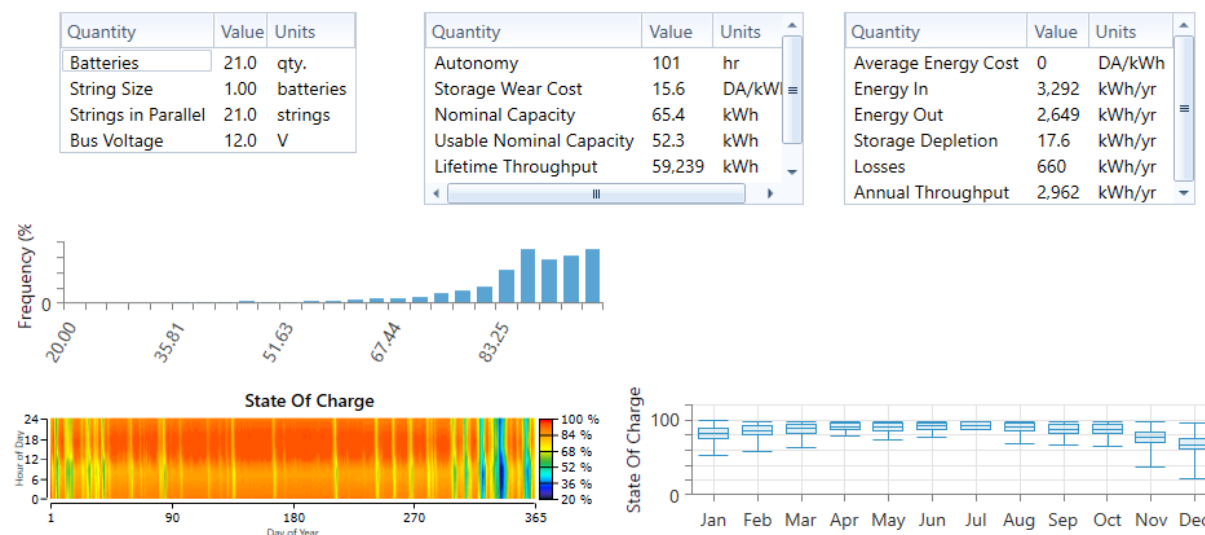 Quantity Value Units
Batteries 21.0 qty.
String Size 1.00 batteries
Strings in Parallel 21.0 strings
Bus Voltage 12.0 V
Quantity Value Units
Autonomy 101 hr
Storage Wear Cost 15.6 DA/kW
Nominal Capacity 65.4 kWh
Usable Nominal Capacity 52.3 kWh
Lifetime Throughput 59,239 kWh
Quantity Value Units
Average Energy Cost 0 DA/kWh
Energy In 3,292 kWh/yr
Energy Out 2,649 kWh/yr
Storage Depletion 17.6 kWh/yr
Losses 660 kWh/yr
Annual Throughput 2,962 kWh/yr
Frequency (%
0
20.00 35.81 51.63 67.44 83.25
State Of Charge
Hour of Day
24
18
12
6
0
1 90 180 270 365
Day of Year
100 %
84 %
68 %
52 %
36 %
20 %
State Of Charge
100
0
Jan Feb Mar Apr May Jun Jul Aug Sep Oct Nov Dec